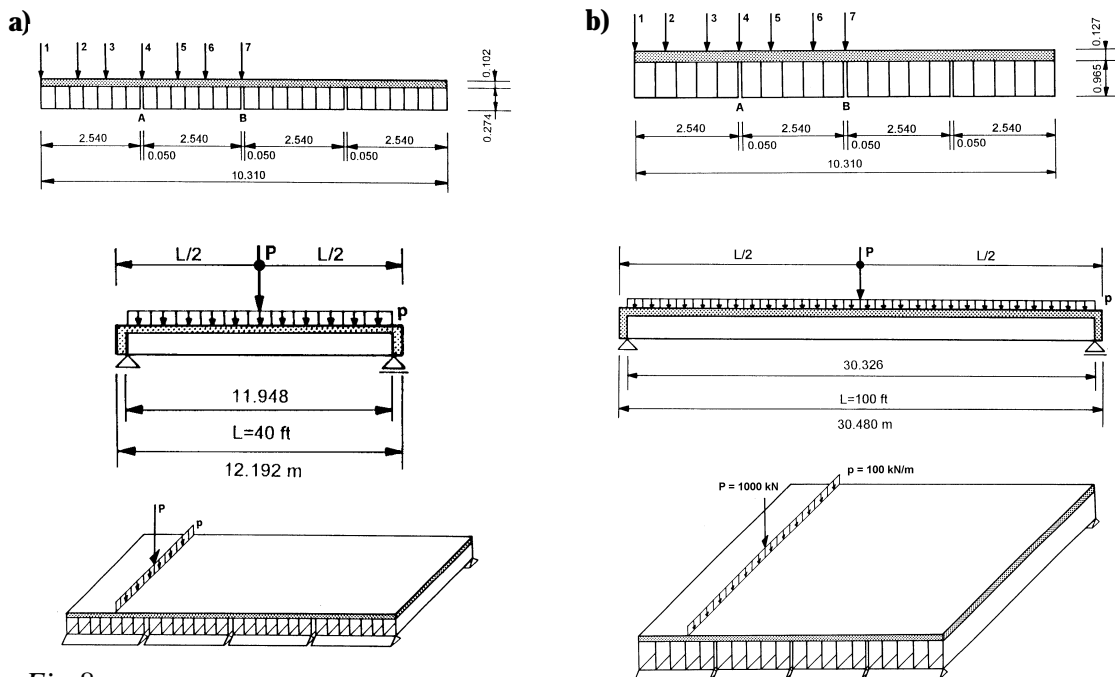 a)
1 2 3 4 5 6 7
0.102
0.274
A B
2.540 2.540 2.540 2.540
0.050 0.050 0.050
10.310
L/2 P L/2
p
11.948
L=40 ft
12.192 m
P
p
b)
1 2 3 4 5 6 7
0.127
0.965
A B
2.540 2.540 2.540 2.540
0.050 0.050 0.050
10.310
L/2 P L/2
p
30.326
L=100 ft
30.480 m
p = 100 kN/m
P = 1000 kN